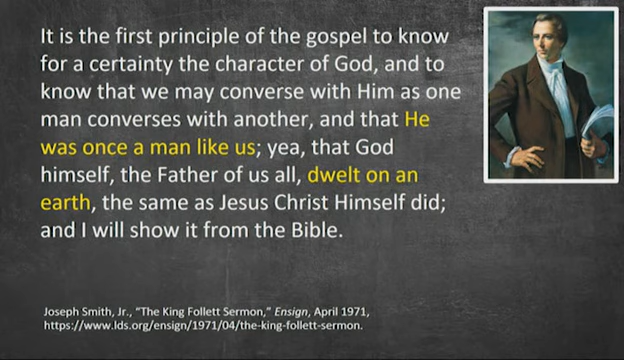 It is the first principle of the gospel to know
for a certainty the character of God, and to
know that we may converse with Him as one
man converses with another, and that He
was once a man like us; yea, that God
himself, the Father of us all, dwelt on an
earth, the same as Jesus Christ Himself did;
and I will show it from the Bible.
Joseph Smith, Jr., “The King Follett Sermon,” Ensign, April 1971,
https://www.lds.org/ensign/1971/04/the-king-follett-sermon.